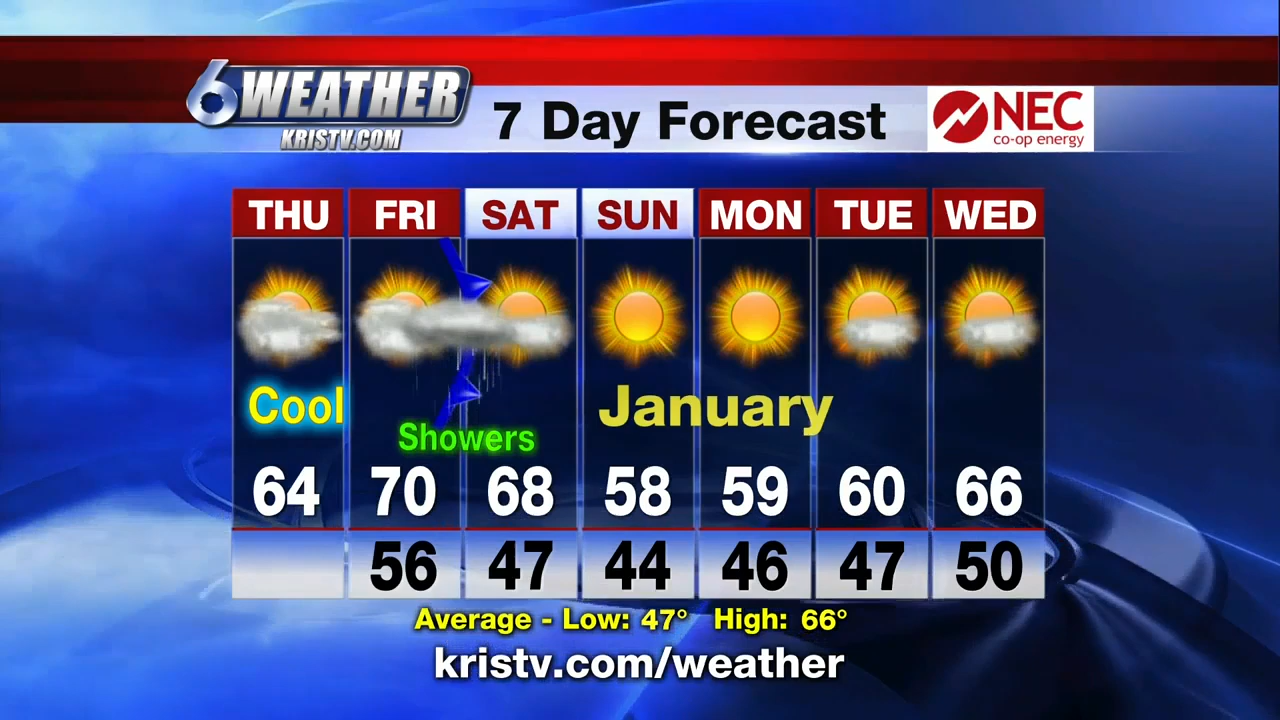 6 WEATHER
KRISTV.COM
7 Day Forecast
NEC
co-op energy
THU FRI SAT SUN MON TUE WED
Cool
January
Showers
64 70 68 58 59 60 66
56 47 44 46 47 50
Average - Low: 47° High: 66°
kristv.com/weather